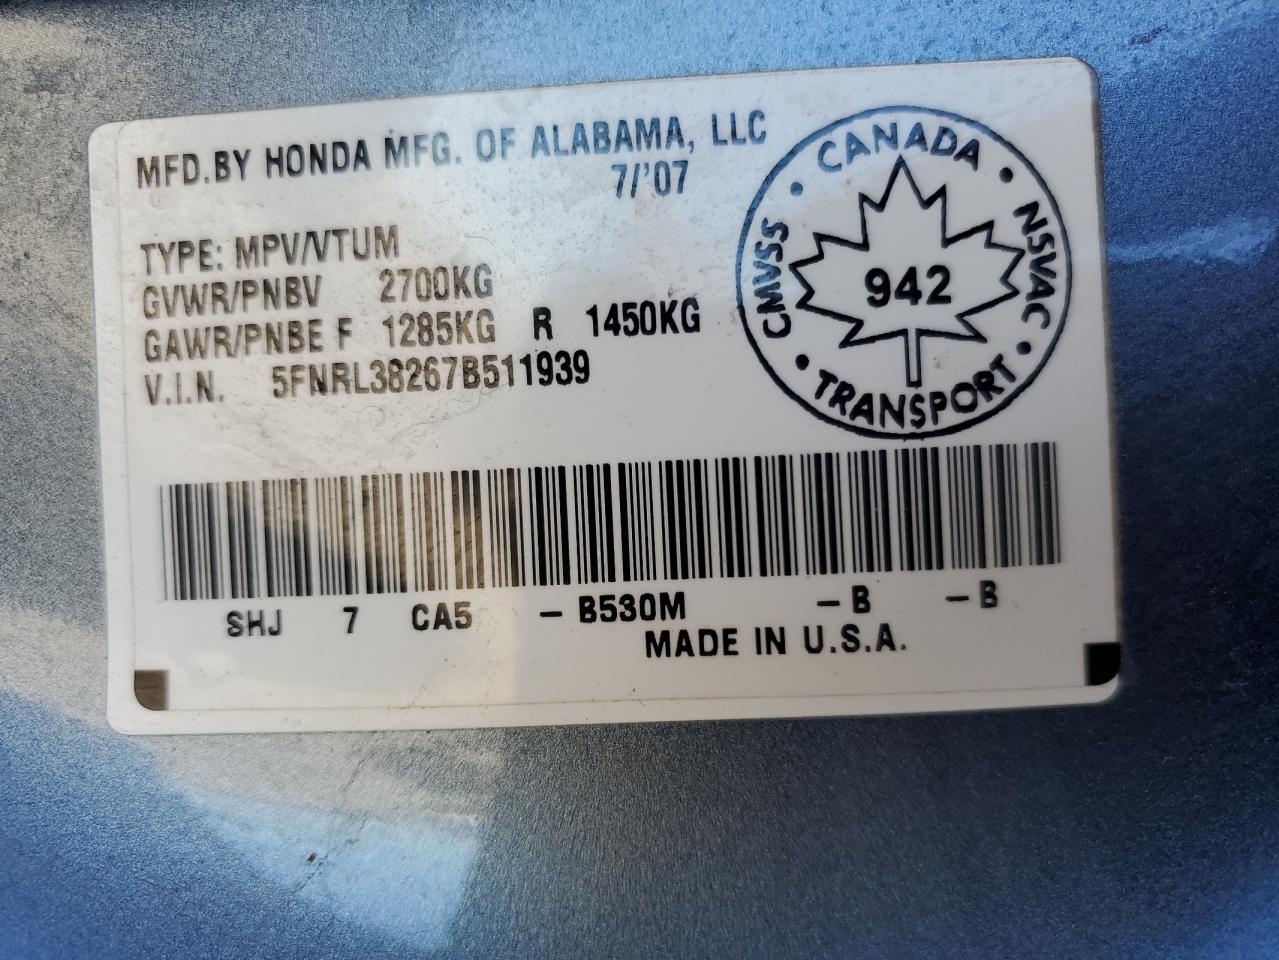 MFD.BY HONDA MFG. OF ALABAMA, LLC
7/'07
TYPE: MPV/VTUM
GVWR/PNBV 2700KG
GAWR/PNBE F 1285KG R 1450KG
V.I.N. 5FNRL38267B511939
CANADA
CMVSS
NSVAC
942
TRANSPORT
SHJ 7 CA5 -B530M -B -B
MADE IN U.S.A.